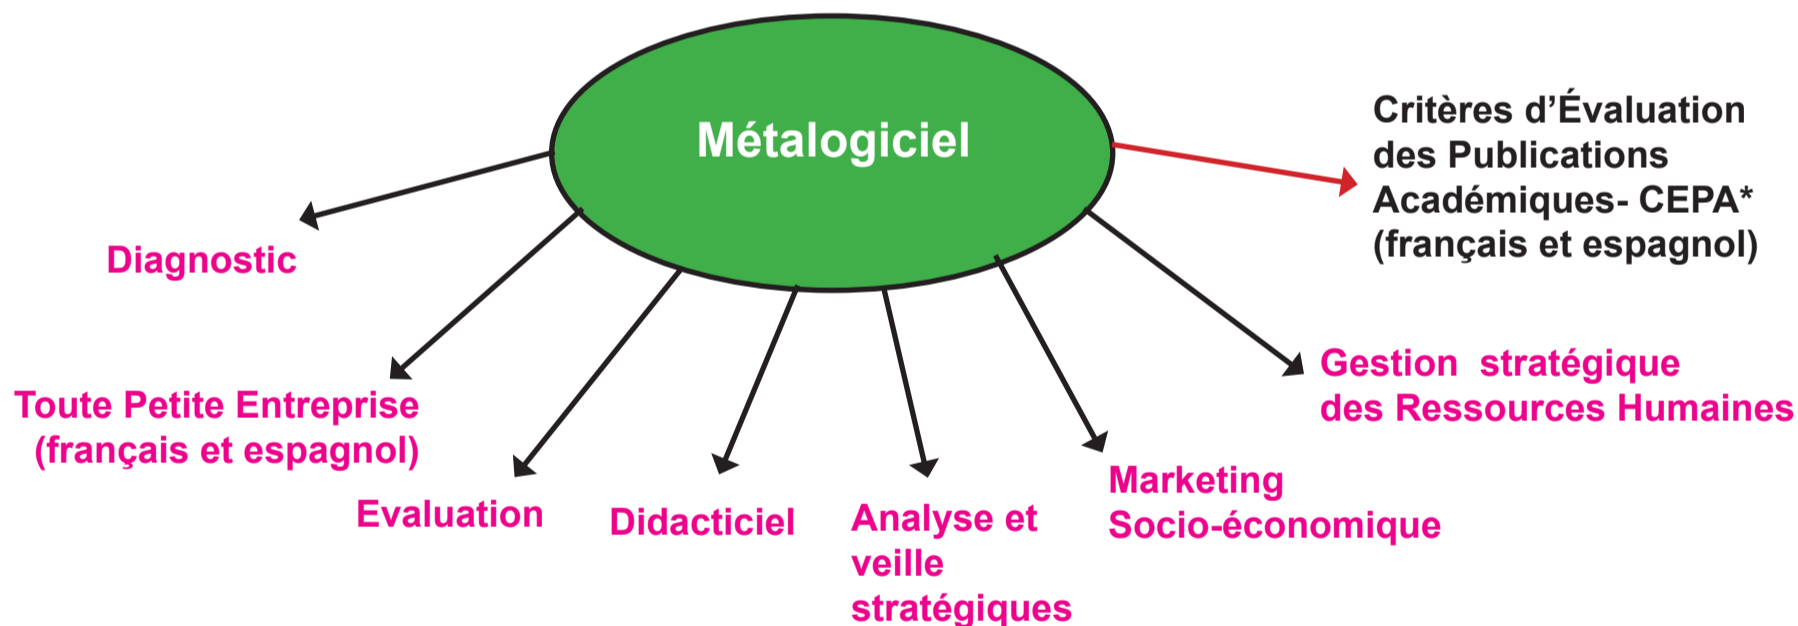 Métalogiciel
Critères d’Évaluation
des Publications
Académiques- CEPA*
(français et espagnol)
Diagnostic
Toute Petite Entreprise
(français et espagnol)
Evaluation
Didacticiel
Analyse et
veille
stratégiques
Marketing
Socio-économique
Gestion  stratégique
des Ressources Humaines